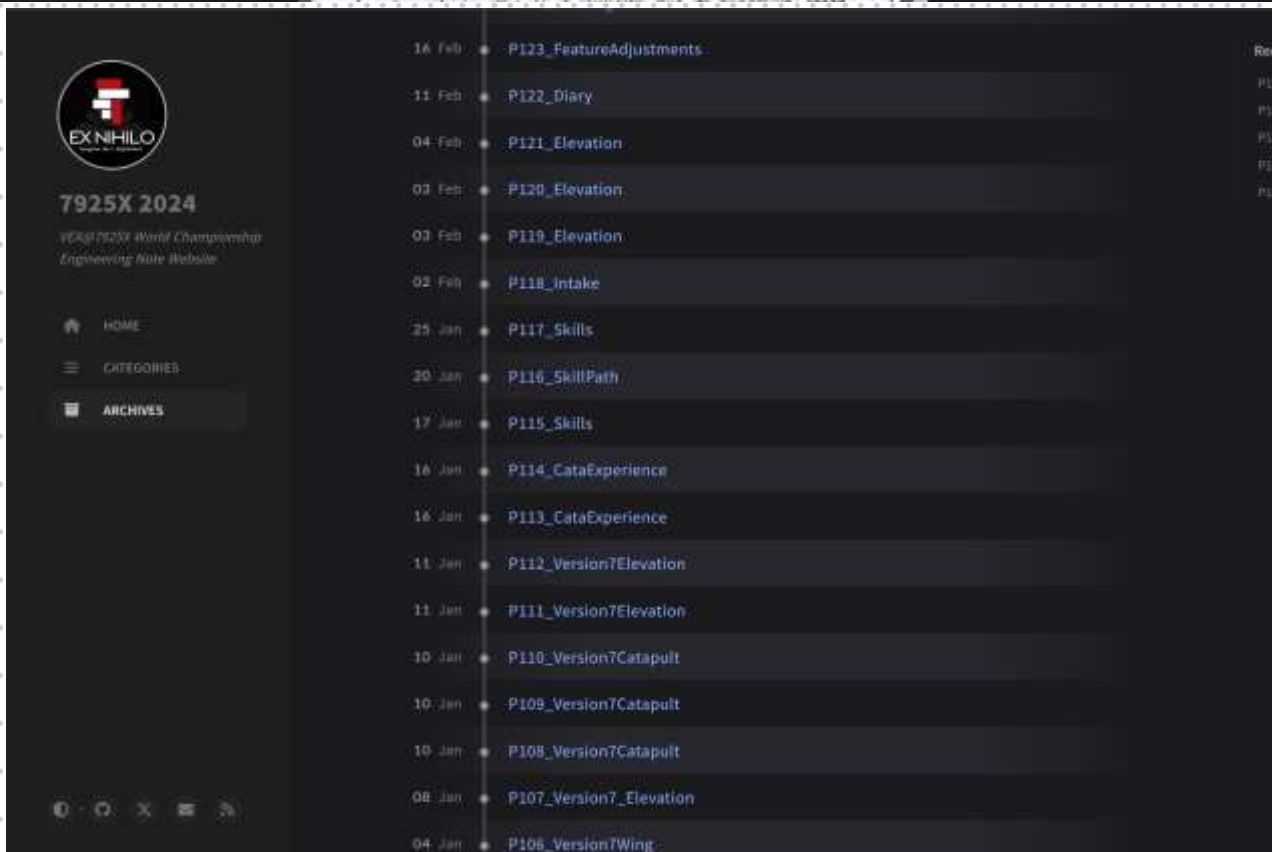 EX NIHILO
7925X 2024
VEX@7925X World Championship
Engineering Note Website
HOME
CATEGORIES
ARCHIVES
16 Feb P123_FeatureAdjustments
11 Feb P122_Diary
04 Feb P121_Elevation
03 Feb P120_Elevation
03 Feb P119_Elevation
02 Feb P118_Intake
25 Jan P117_Skills
20 Jan P116_SkillPath
17 Jan P115_Skills
16 Jan P114_CataExperience
16 Jan P113_CataExperience
11 Jan P112_Version7Elevation
11 Jan P111_Version7Elevation
10 Jan P110_Version7Catapult
10 Jan P109_Version7Catapult
10 Jan P108_Version7Catapult
08 Jan P107_Version7_Elevation
04 Jan P106_Version7Wing